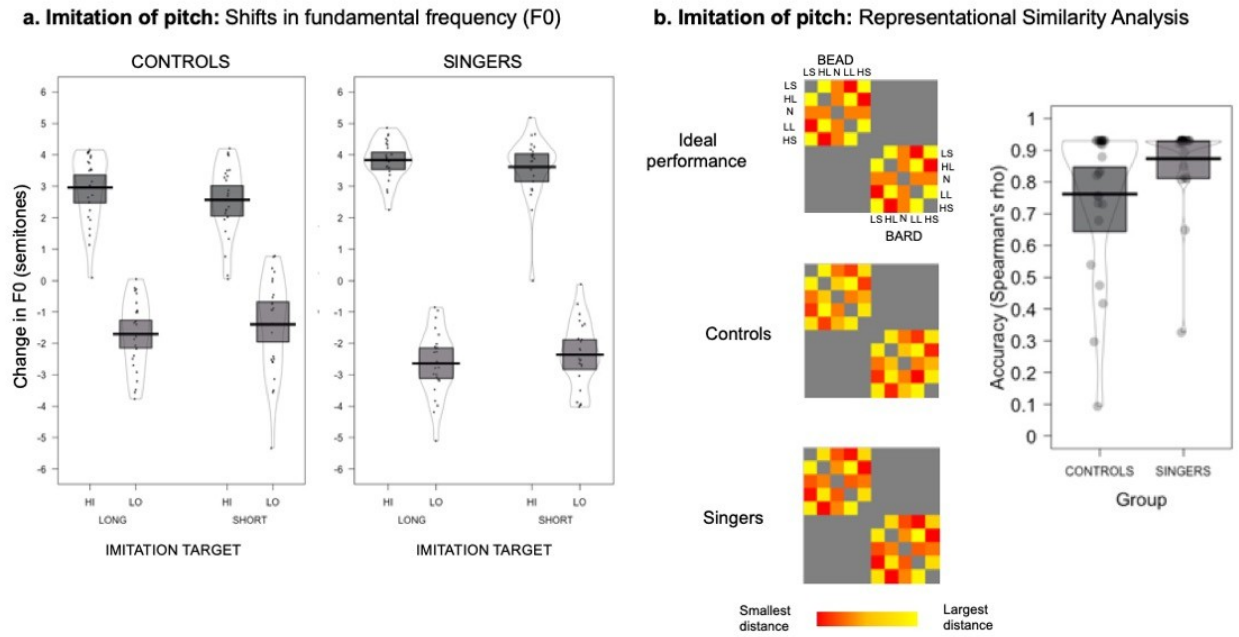 a. Imitation of pitch: Shifts in fundamental frequency (F0)
CONTROLS
SINGERS
Change in F0 (semitones)
6
5
4
3
2
1
0
-1
-2
-3
-4
-5
-6
6
5
4
3
2
1
0
-1
-2
-3
-4
-5
-6
HI LO HI LO
LONG SHORT
IMITATION TARGET
HI LO HI LO
LONG SHORT
IMITATION TARGET
b. Imitation of pitch: Representational Similarity Analysis
BEAD
LS HL N LL HS
LS
HL
N
LL
HS
Ideal
performance
LS
HL
N
LL
HS
LS HL N LL HS
BARD
Controls
Singers
Smallest
distance
Largest
distance
Accuracy (Spearman's rho)
1
0.9
0.8
0.7
0.6
0.5
0.4
0.3
0.2
0.1
0
CONTROLS SINGERS
Group